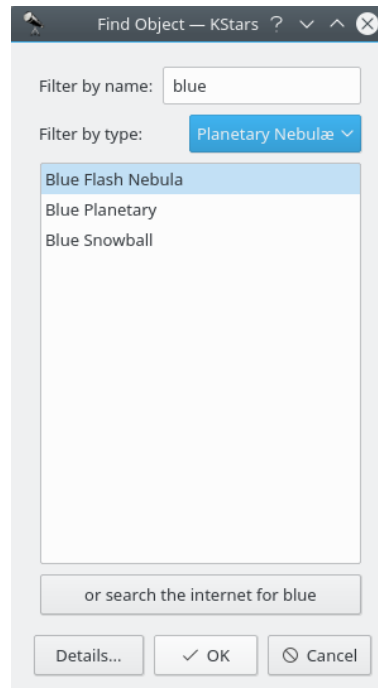 Find Object — KStars ?
Filter by name: blue
Filter by type: Planetary Nebulæ
Blue Flash Nebula
Blue Planetary
Blue Snowball
or search the internet for blue
Details... OK Cancel